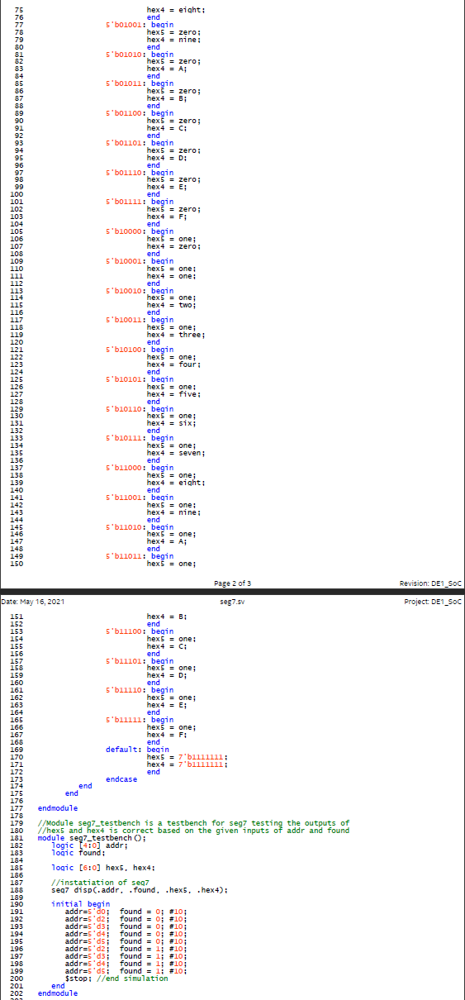 75 hex4 = eight;
76 end
77 5'b01001: begin
78 hex5 = zero;
79 hex4 = nine;
80 end
81 5'b01010: begin
82 hex5 = zero;
83 hex4 = A;
84 end
85 5'b01011: begin
86 hex5 = zero;
87 hex4 = B;
88 end
89 5'b01100: begin
90 hex5 = zero;
91 hex4 = C;
92 end
93 5'b01101: begin
94 hex5 = zero;
95 hex4 = D;
96 end
97 5'b01110: begin
98 hex5 = zero;
99 hex4 = E;
100 end
101 5'b01111: begin
102 hex5 = zero;
103 hex4 = F;
104 end
105 5'b10000: begin
106 hex5 = one;
107 hex4 = zero;
108 end
109 5'b10001: begin
110 hex5 = one;
111 hex4 = one;
112 end
113 5'b10010: begin
114 hex5 = one;
115 hex4 = two;
116 end
117 5'b10011: begin
118 hex5 = one;
119 hex4 = three;
120 end
121 5'b10100: begin
122 hex5 = one;
123 hex4 = four;
124 end
125 5'b10101: begin
126 hex5 = one;
127 hex4 = five;
128 end
129 5'b10110: begin
130 hex5 = one;
131 hex4 = six;
132 end
133 5'b10111: begin
134 hex5 = one;
135 hex4 = seven;
136 end
137 5'b11000: begin
138 hex5 = one;
139 hex4 = eight;
140 end
141 5'b11001: begin
142 hex5 = one;
143 hex4 = nine;
144 end
145 5'b11010: begin
146 hex5 = one;
147 hex4 = A;
148 end
149 5'b11011: begin
150 hex5 = one;
Page 2 of 3 Revision: DE1_SoC
Date: May 16, 2021 seg7.sv Project: DE1_SoC
151 hex4 = B;
152 end
153 5'b11100: begin
154 hex5 = one;
155 hex4 = C;
156 end
157 5'b11101: begin
158 hex5 = one;
159 hex4 = D;
160 end
161 5'b11110: begin
162 hex5 = one;
163 hex4 = E;
164 end
165 5'b11111: begin
166 hex5 = one;
167 hex4 = F;
168 end
169 default: begin
170 hex5 = 7'b1111111;
171 hex4 = 7'b1111111;
172 end
173 endcase
174 end
175 end
176
177 endmodule
178
179 //Module seg7_testbench is a testbench for seg7 testing the outputs of
180 //hex5 and hex4 is correct based on the given inputs of addr and found
181 module seg7_testbench();
182 logic [4:0] addr;
183 logic found;
184
185 logic [6:0] hex5, hex4;
186
187 //instatiation of seg7
188 seg7 disp(.addr, .found, .hex5, .hex4);
189
190 initial begin
191 addr=5'd0; found = 0; #10;
192 addr=5'd2; found = 0; #10;
193 addr=5'd3; found = 0; #10;
194 addr=5'd4; found = 0; #10;
195 addr=5'd5; found = 0; #10;
196 addr=5'd2; found = 1; #10;
197 addr=5'd3; found = 1; #10;
198 addr=5'd4; found = 1; #10;
199 addr=5'd5; found = 1; #10;
200 $stop; //end simulation
201 end
202 endmodule